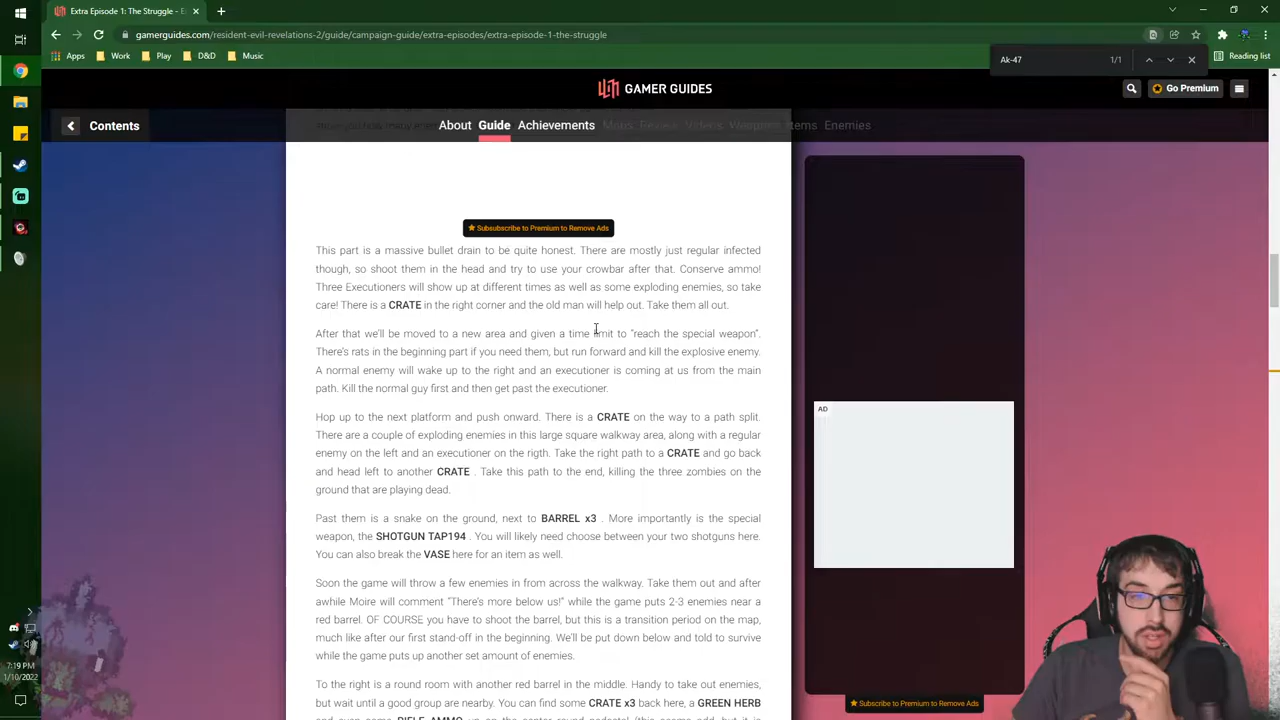 Extra Episode 1: The Struggle - E
gamerguides.com/resident-evil-revelations-2/guide/campaign-guide/extra-episodes/extra-episode-1-the-struggle
Apps Work Play D&D Music
Ak-47 1/1
Reading list
GAMER GUIDES
Go Premium
Contents
About Guide Achievements Maps Review Videos Weapons Items Enemies
Subsubscribe to Premium to Remove Ads
This part is a massive bullet drain to be quite honest. There are mostly just regular infected
though, so shoot them in the head and try to use your crowbar after that. Conserve ammo!
Three Executioners will show up at different times as well as some exploding enemies, so take
care! There is a CRATE in the right corner and the old man will help out. Take them all out.
After that we'll be moved to a new area and given a time limit to "reach the special weapon".
There's rats in the beginning part if you need them, but run forward and kill the explosive enemy.
A normal enemy will wake up to the right and an executioner is coming at us from the main
path. Kill the normal guy first and then get past the executioner.
Hop up to the next platform and push onward. There is a CRATE on the way to a path split.
There are a couple of exploding enemies in this large square walkway area, along with a regular
enemy on the left and an executioner on the rigth. Take the right path to a CRATE and go back
and head left to another CRATE . Take this path to the end, killing the three zombies on the
ground that are playing dead.
Past them is a snake on the ground, next to BARREL x3 . More importantly is the special
weapon, the SHOTGUN TAP194 . You will likely need choose between your two shotguns here.
You can also break the VASE here for an item as well.
Soon the game will throw a few enemies in from across the walkway. Take them out and after
awhile Moire will comment "There's more below us!" while the game puts 2-3 enemies near a
red barrel. OF COURSE you have to shoot the barrel, but this is a transition period on the map,
much like after our first stand-off in the beginning. We'll be put down below and told to survive
while the game puts up another set amount of enemies.
To the right is a round room with another red barrel in the middle. Handy to take out enemies,
but wait until a good group are nearby. You can find some CRATE x3 back here, a GREEN HERB
AD
Subscribe to Premium to Remove Ads
7:19 PM
1/10/2022